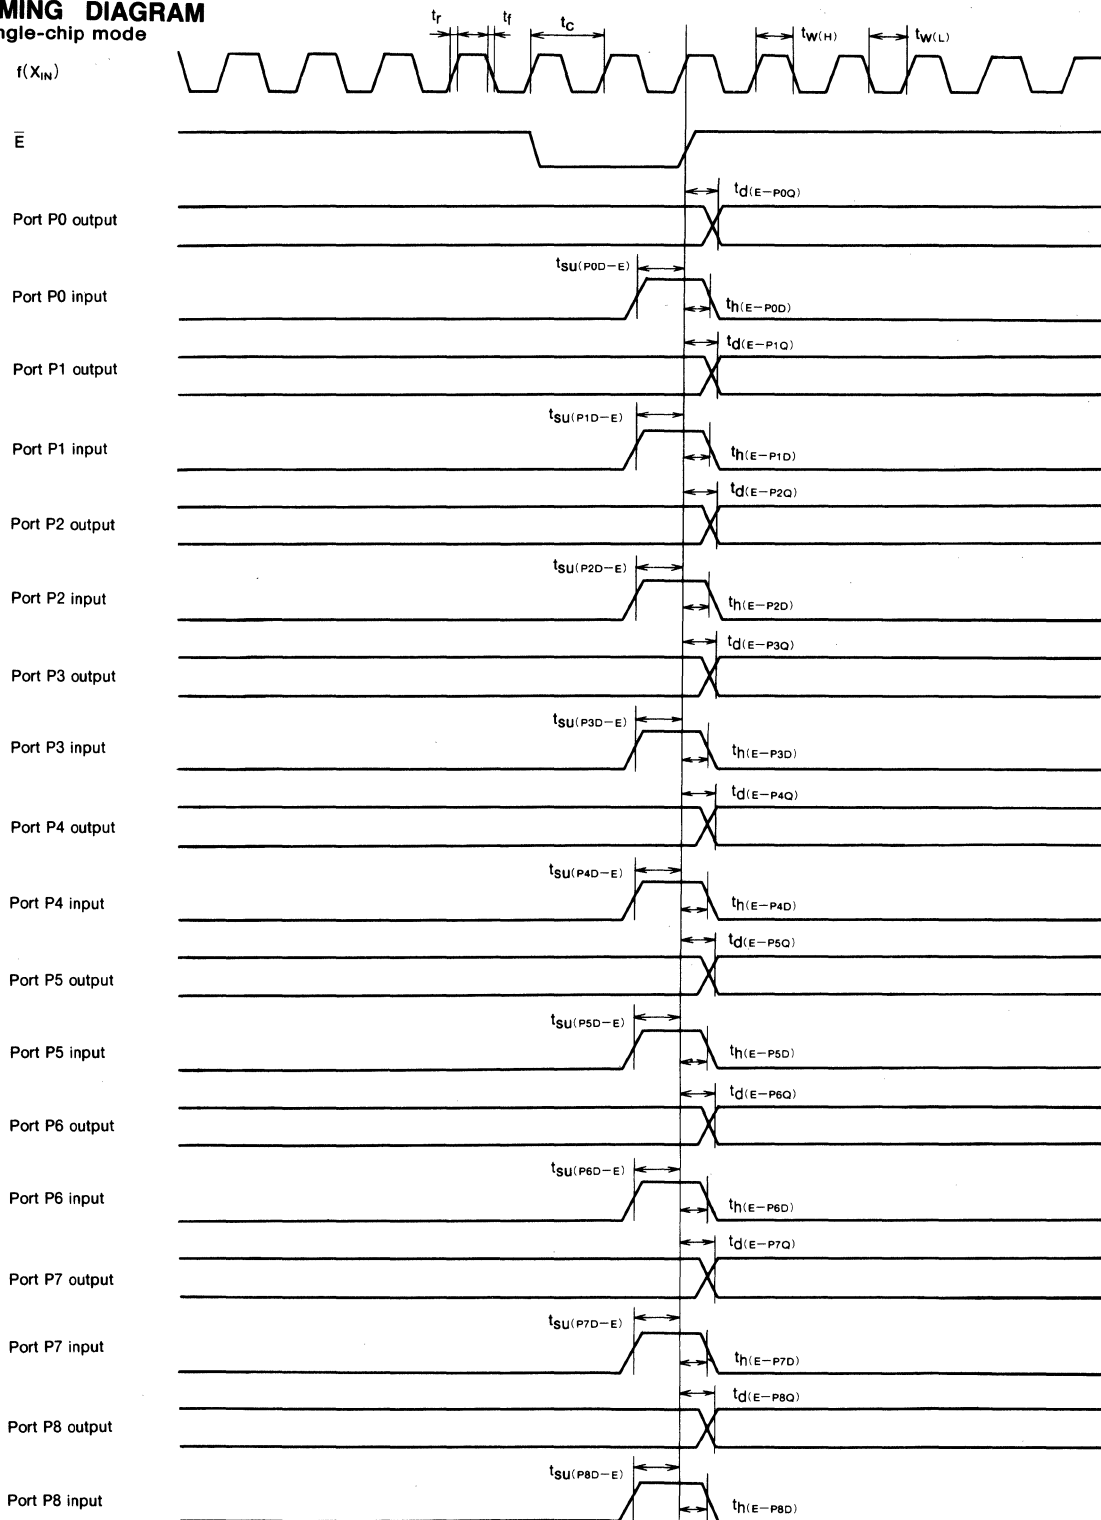 MING DIAGRAM
ngle-chip mode
tr tf tc tW(H) tW(L)
f(XIN)
E̅
td(E−P0Q)
Port P0 output
tsu(P0D−E)
Port P0 input
th(E−P0D)
td(E−P1Q)
Port P1 output
tsu(P1D−E)
Port P1 input
th(E−P1D)
td(E−P2Q)
Port P2 output
tsu(P2D−E)
Port P2 input
th(E−P2D)
td(E−P3Q)
Port P3 output
tsu(P3D−E)
Port P3 input
th(E−P3D)
td(E−P4Q)
Port P4 output
tsu(P4D−E)
Port P4 input
th(E−P4D)
td(E−P5Q)
Port P5 output
tsu(P5D−E)
Port P5 input
th(E−P5D)
td(E−P6Q)
Port P6 output
tsu(P6D−E)
Port P6 input
th(E−P6D)
td(E−P7Q)
Port P7 output
tsu(P7D−E)
Port P7 input
th(E−P7D)
td(E−P8Q)
Port P8 output
tsu(P8D−E)
Port P8 input
th(E−P8D)